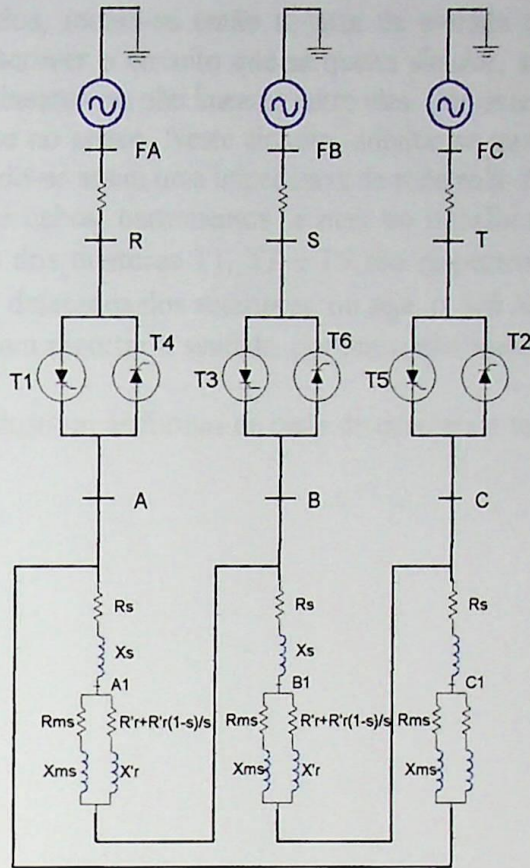 FA FB FC
R S T
T1 T4 T3 T6 T5 T2
A B C
Rs Rs Rs
Xs Xs
A1 B1 C1
Rms R'r+R'r(1-s)/s Rms R'r+R'r(1-s)/s Rms
Xms X'r Xms X'r Xms